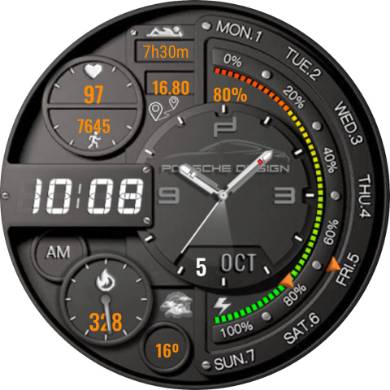 MON.1
TUE.2
WED.3
THU.4
FRI.5
SAT.6
SUN.7
0%
20%
40%
60%
80%
100%
7h30m
16.80
80%
97
7645
PORSCHE DESIGN
9
3
10:08
AM
5 OCT
328
16º